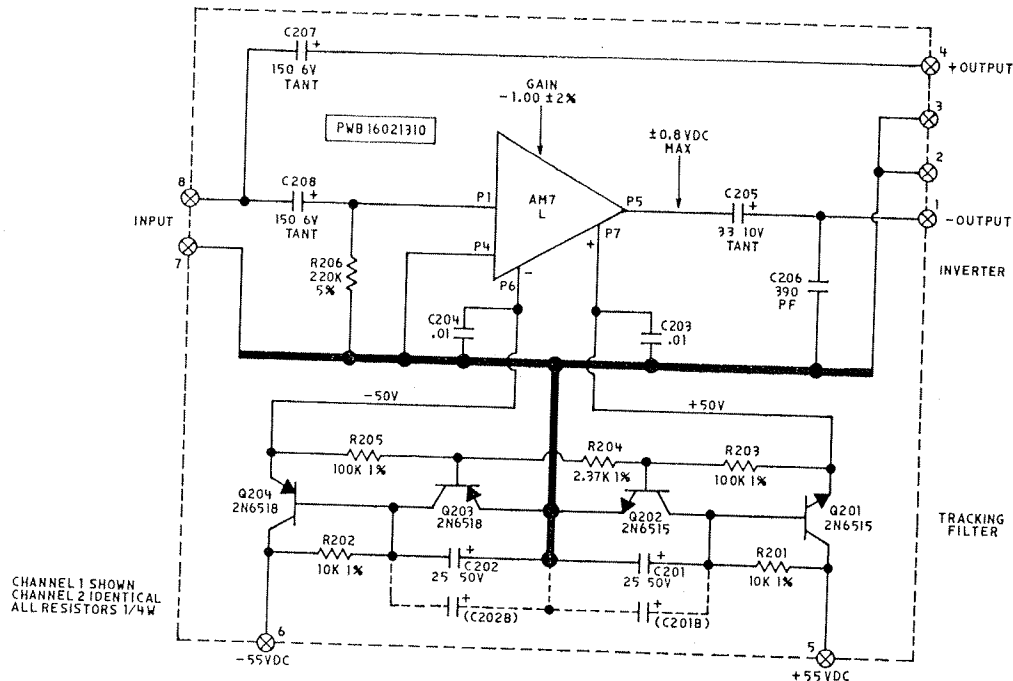 C207
+
150 6V
TANT
4
+OUTPUT
GAIN
-1.00 ±2%
3
PWB16021310
±0.8VDC
MAX
2
8
C208
+
150 6V
TANT
P1
AM7
L
P5
C205
+
33 10V
TANT
1
-OUTPUT
INPUT
7
P4
+
P7
R206
220K
5%
-
P6
C206
390
PF
INVERTER
C204
.01
C203
.01
-50V
+50V
R205
100K 1%
R204
2.37K 1%
R203
100K 1%
Q204
2N6518
Q203
2N6518
Q202
2N6515
Q201
2N6515
TRACKING
FILTER
R202
10K 1%
+
C202
25 50V
+
C201
25 50V
R201
10K 1%
CHANNEL 1 SHOWN
CHANNEL 2 IDENTICAL
ALL RESISTORS 1/4W
+
(C202B)
+
(C201B)
6
-55VDC
5
+55VDC